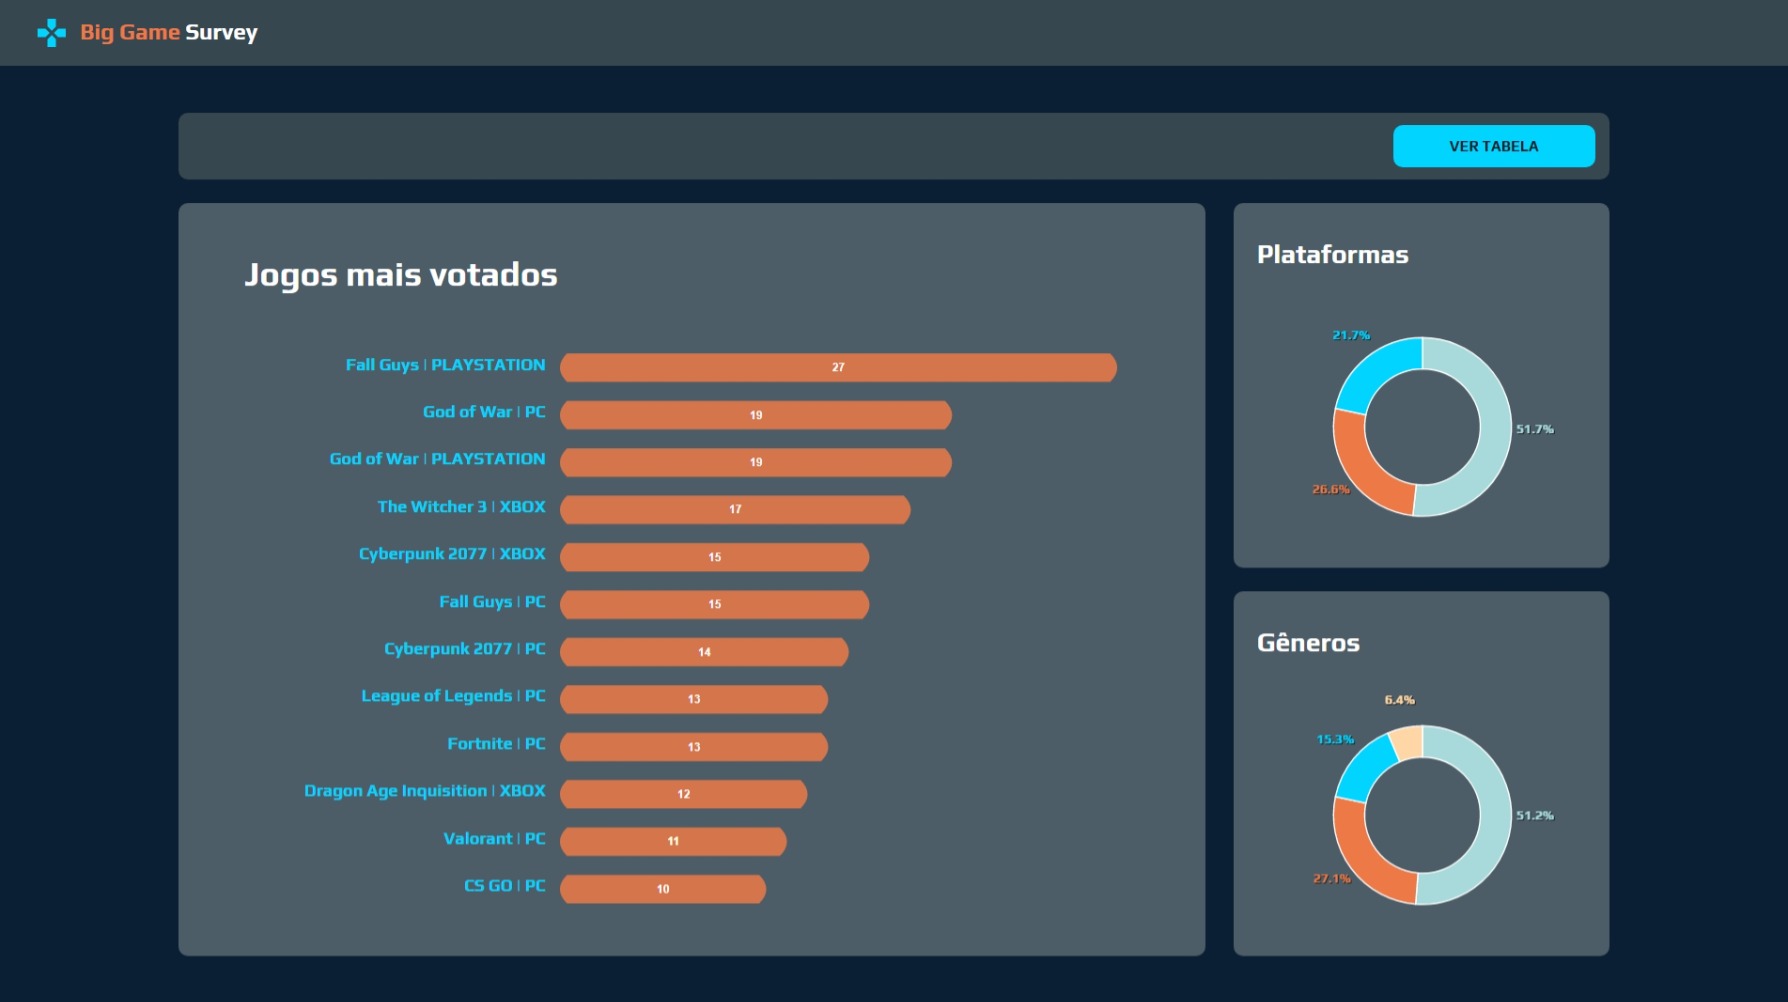 Big Game Survey
VER TABELA
Jogos mais votados
Fall Guys | PLAYSTATION 27
God of War | PC 19
God of War | PLAYSTATION 19
The Witcher 3 | XBOX 17
Cyberpunk 2077 | XBOX 15
Fall Guys | PC 15
Cyberpunk 2077 | PC 14
League of Legends | PC 13
Fortnite | PC 13
Dragon Age Inquisition | XBOX 12
Valorant | PC 11
CS GO | PC 10
Plataformas
21.7%
51.7%
26.6%
Gêneros
6.4%
15.3%
51.2%
27.1%